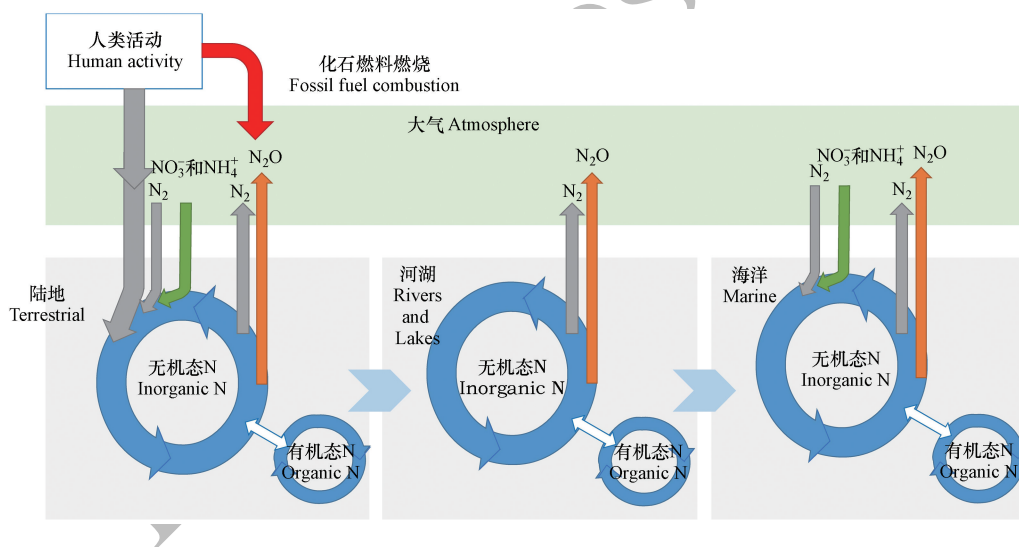 人类活动
Human activity
化石燃料燃烧
Fossil fuel combustion
大气 Atmosphere
NO₃⁻和NH₄⁺
N₂
N₂
N₂O
N₂
N₂O
NO₃⁻和NH₄⁺
N₂
N₂
N₂O
陆地
Terrestrial
无机态N
Inorganic N
有机态N
Organic N
河湖
Rivers
and
Lakes
无机态N
Inorganic N
有机态N
Organic N
海洋
Marine
无机态N
Inorganic N
有机态N
Organic N